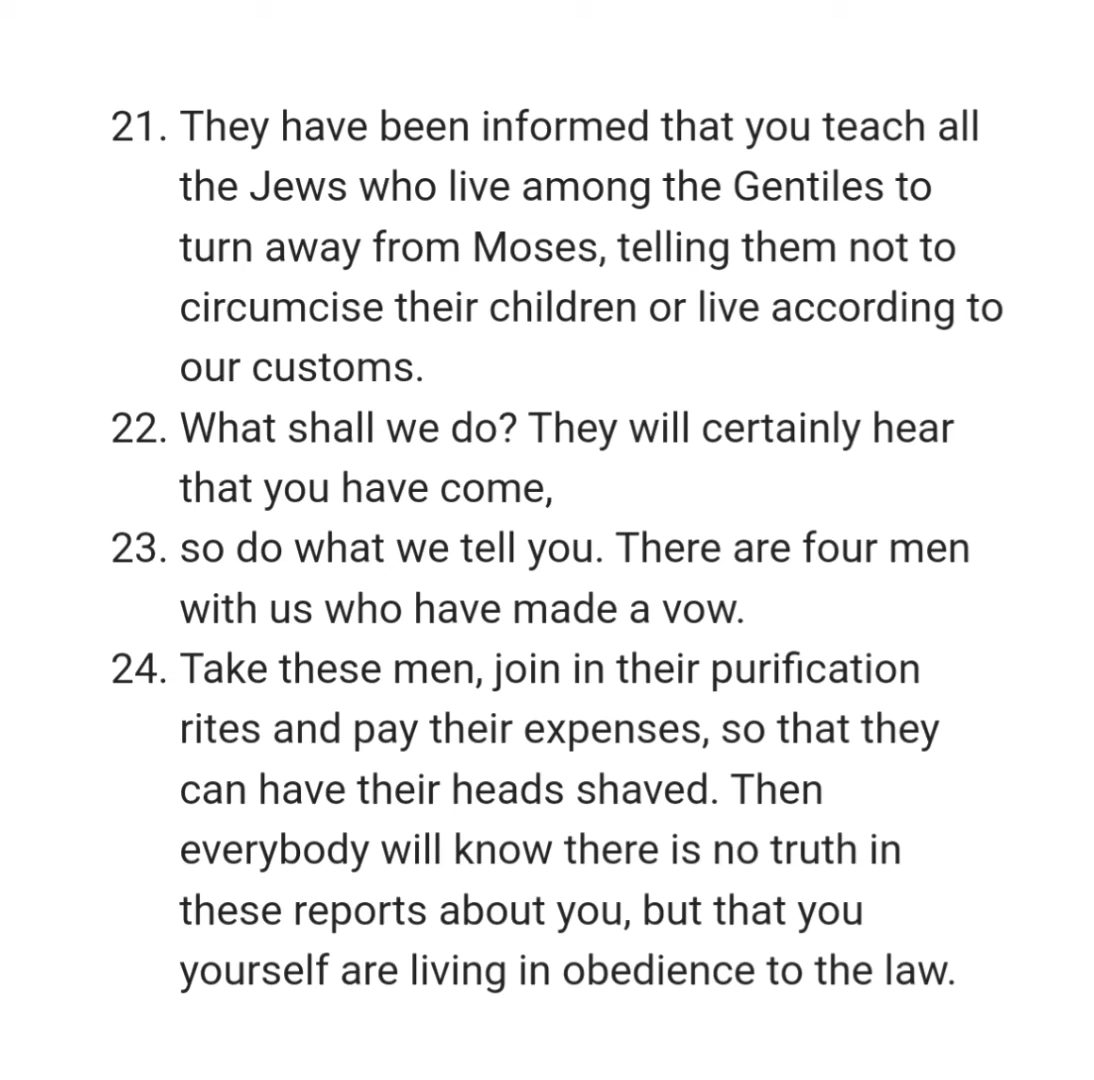 21. They have been informed that you teach all
the Jews who live among the Gentiles to
turn away from Moses, telling them not to
circumcise their children or live according to
our customs.
22. What shall we do? They will certainly hear
that you have come,
23. so do what we tell you. There are four men
with us who have made a vow.
24. Take these men, join in their purification
rites and pay their expenses, so that they
can have their heads shaved. Then
everybody will know there is no truth in
these reports about you, but that you
yourself are living in obedience to the law.